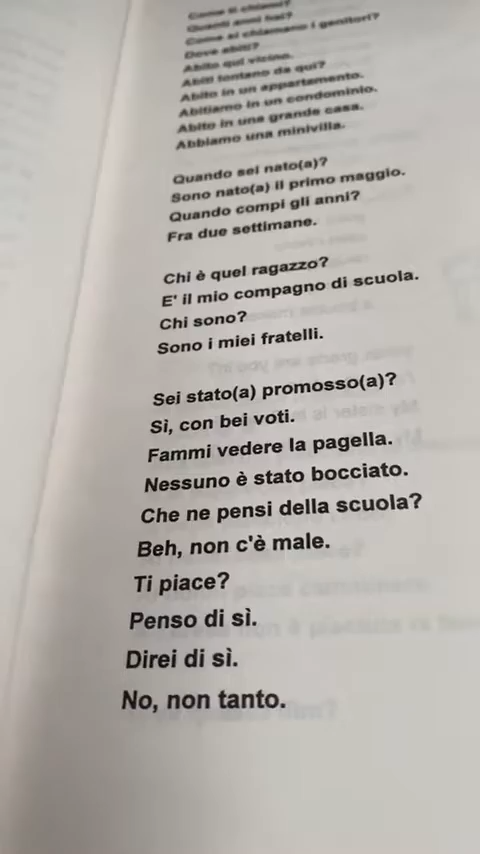 Come ti chiami?
Quanti anni hai?
Come si chiamano i genitori?
Dove abiti?
Abito qui vicino.
Abiti lontano da qui?
Abito in un appartamento.
Abitiamo in un condominio.
Abito in una grande casa.
Abbiamo una minivilla.
Quando sei nato(a)?
Sono nato(a) il primo maggio.
Quando compi gli anni?
Fra due settimane.
Chi è quel ragazzo?
E' il mio compagno di scuola.
Chi sono?
Sono i miei fratelli.
Sei stato(a) promosso(a)?
Sì, con bei voti.
Fammi vedere la pagella.
Nessuno è stato bocciato.
Che ne pensi della scuola?
Beh, non c'è male.
Ti piace?
Penso di sì.
Direi di sì.
No, non tanto.